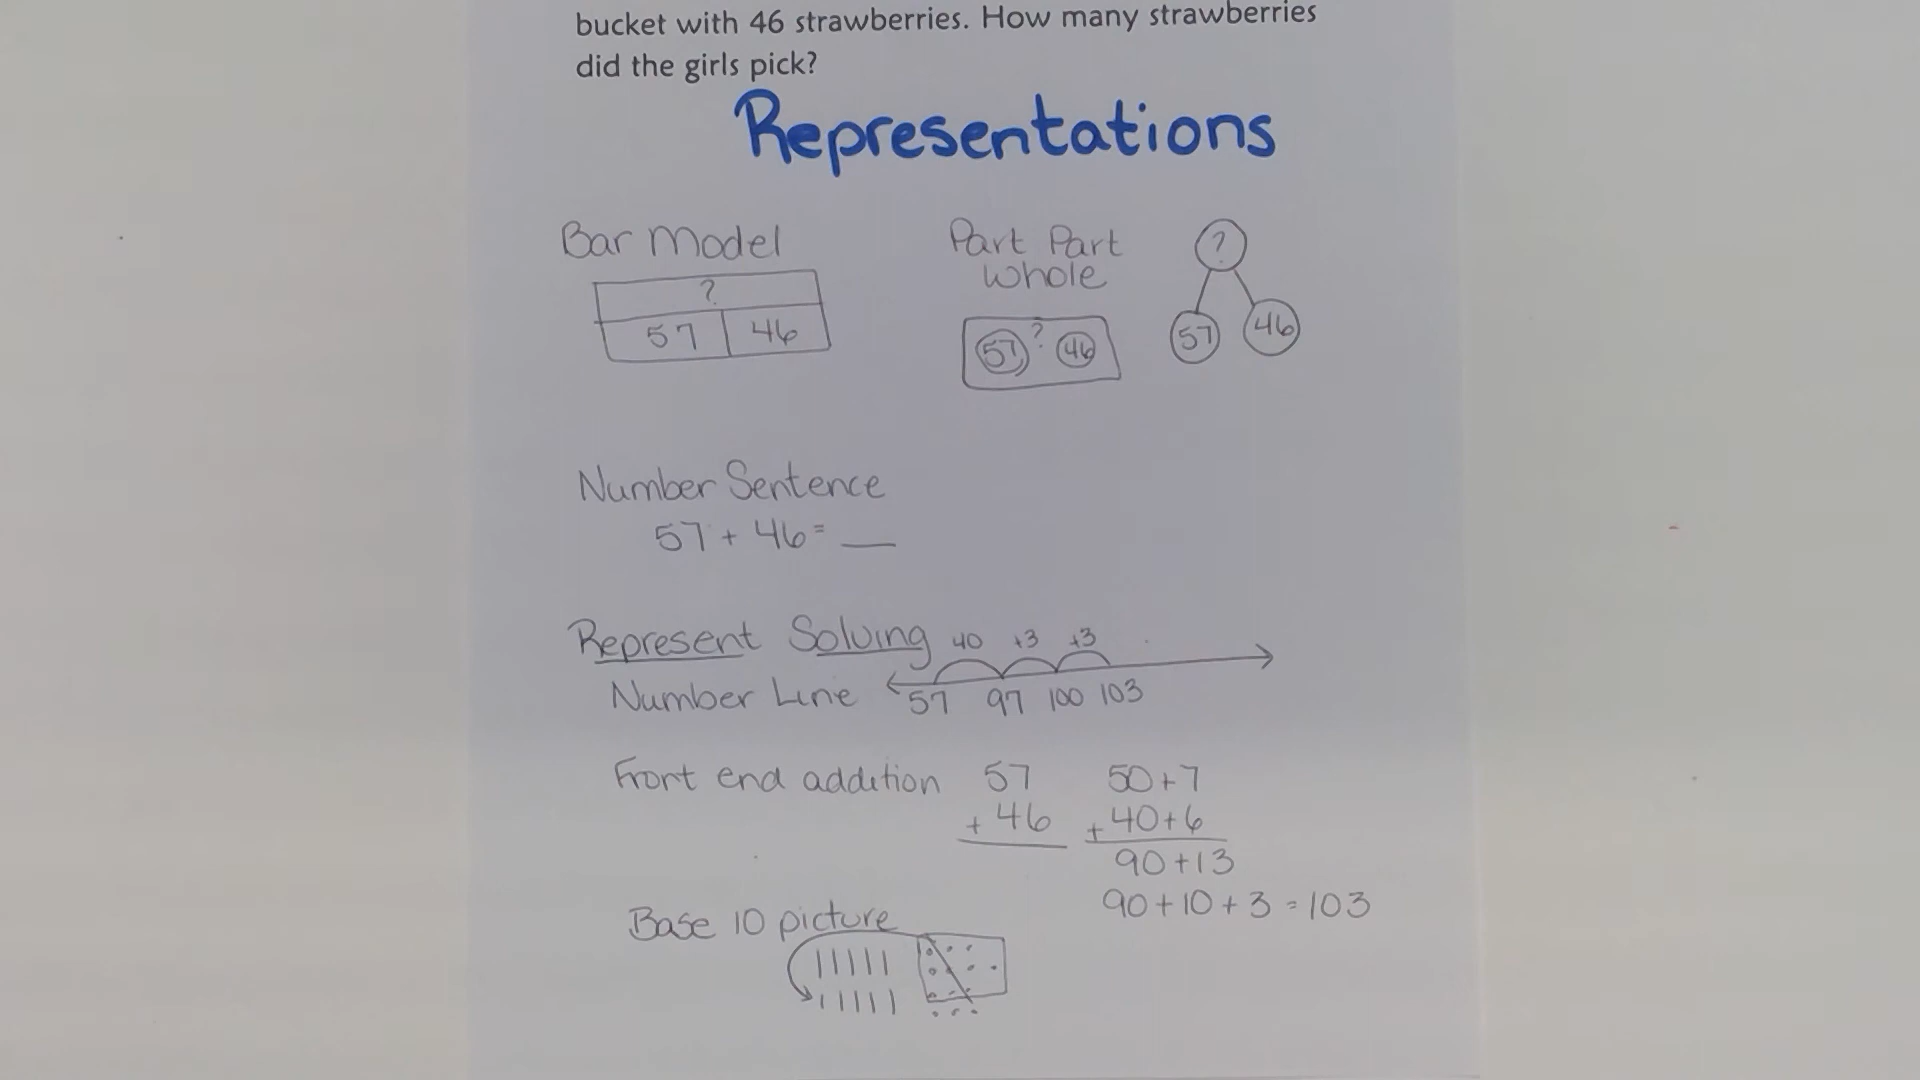 bucket with 46 strawberries. How many strawberries
did the girls pick?
Representations
Bar Model
?
57 46
Part Part
Whole
57 ? 46
?
57 46
Number Sentence
57 + 46 = __
Represent Solving
40 +3 +3
Number Line
57 97 100 103
Front end addition
57
+ 46
50+7
+ 40+6
90+13
90+10+3=103
Base 10 picture